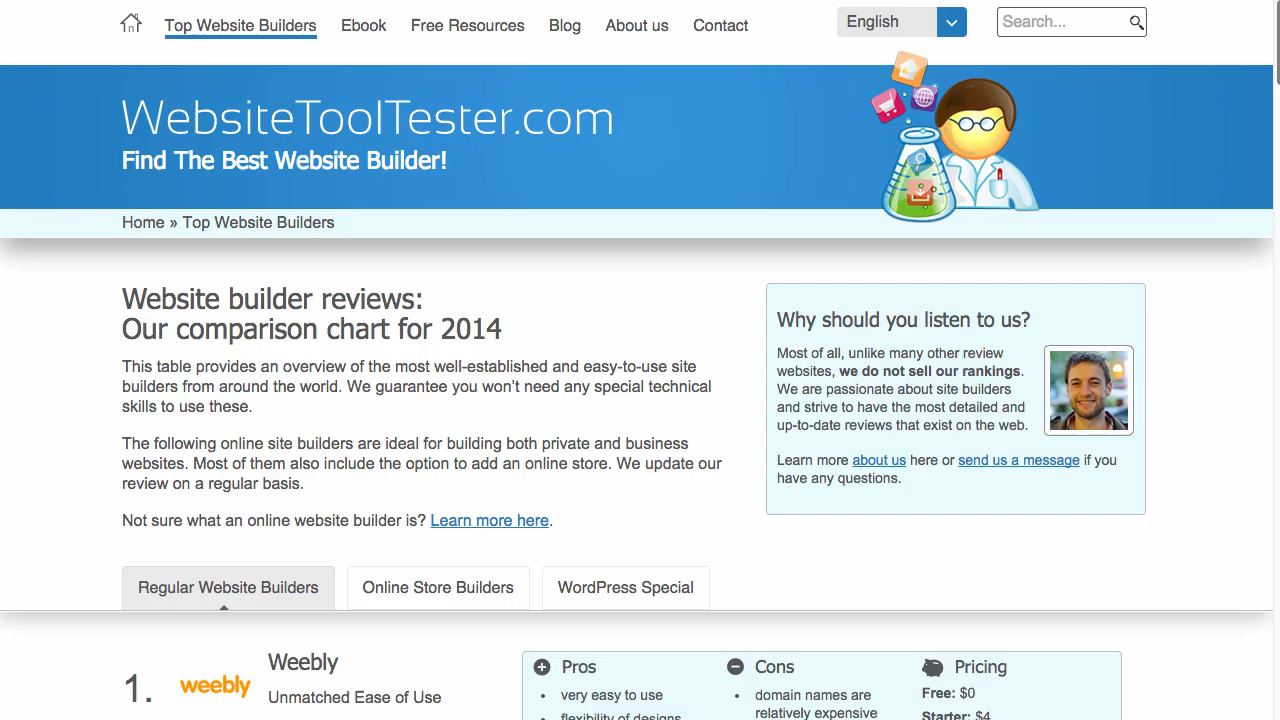 Top Website Builders Ebook Free Resources Blog About us Contact English Search...
WebsiteToolTester.com
Find The Best Website Builder!
Home » Top Website Builders
Website builder reviews:
Our comparison chart for 2014
This table provides an overview of the most well-established and easy-to-use site
builders from around the world. We guarantee you won't need any special technical
skills to use these.
The following online site builders are ideal for building both private and business
websites. Most of them also include the option to add an online store. We update our
review on a regular basis.
Not sure what an online website builder is? Learn more here.
Why should you listen to us?
Most of all, unlike many other review
websites, we do not sell our rankings.
We are passionate about site builders
and strive to have the most detailed and
up-to-date reviews that exist on the web.
Learn more about us here or send us a message if you
have any questions.
Regular Website Builders Online Store Builders WordPress Special
1. weebly
Weebly
Unmatched Ease of Use
Pros
• very easy to use
• flexibility of designs
Cons
• domain names are
relatively expensive
Pricing
Free: $0
Starter: $4